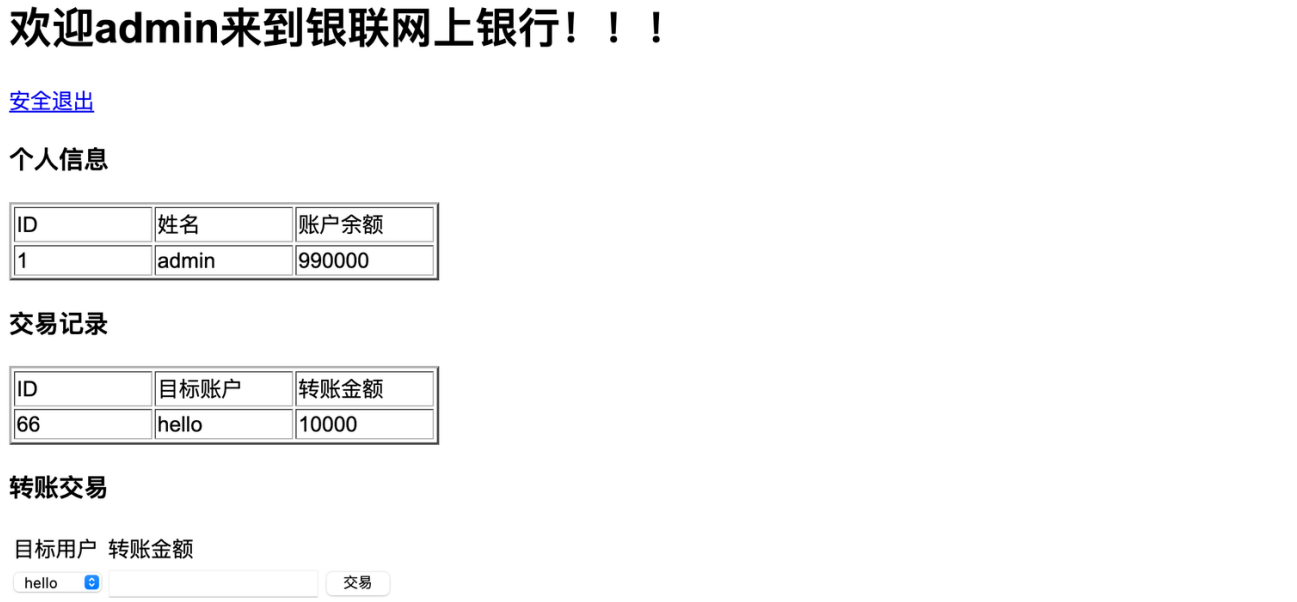 欢迎admin来到银联网上银行！！！
安全退出
个人信息
ID 姓名 账户余额
1 admin 990000
交易记录
ID 目标账户 转账金额
66 hello 10000
转账交易
目标用户 转账金额
hello 交易